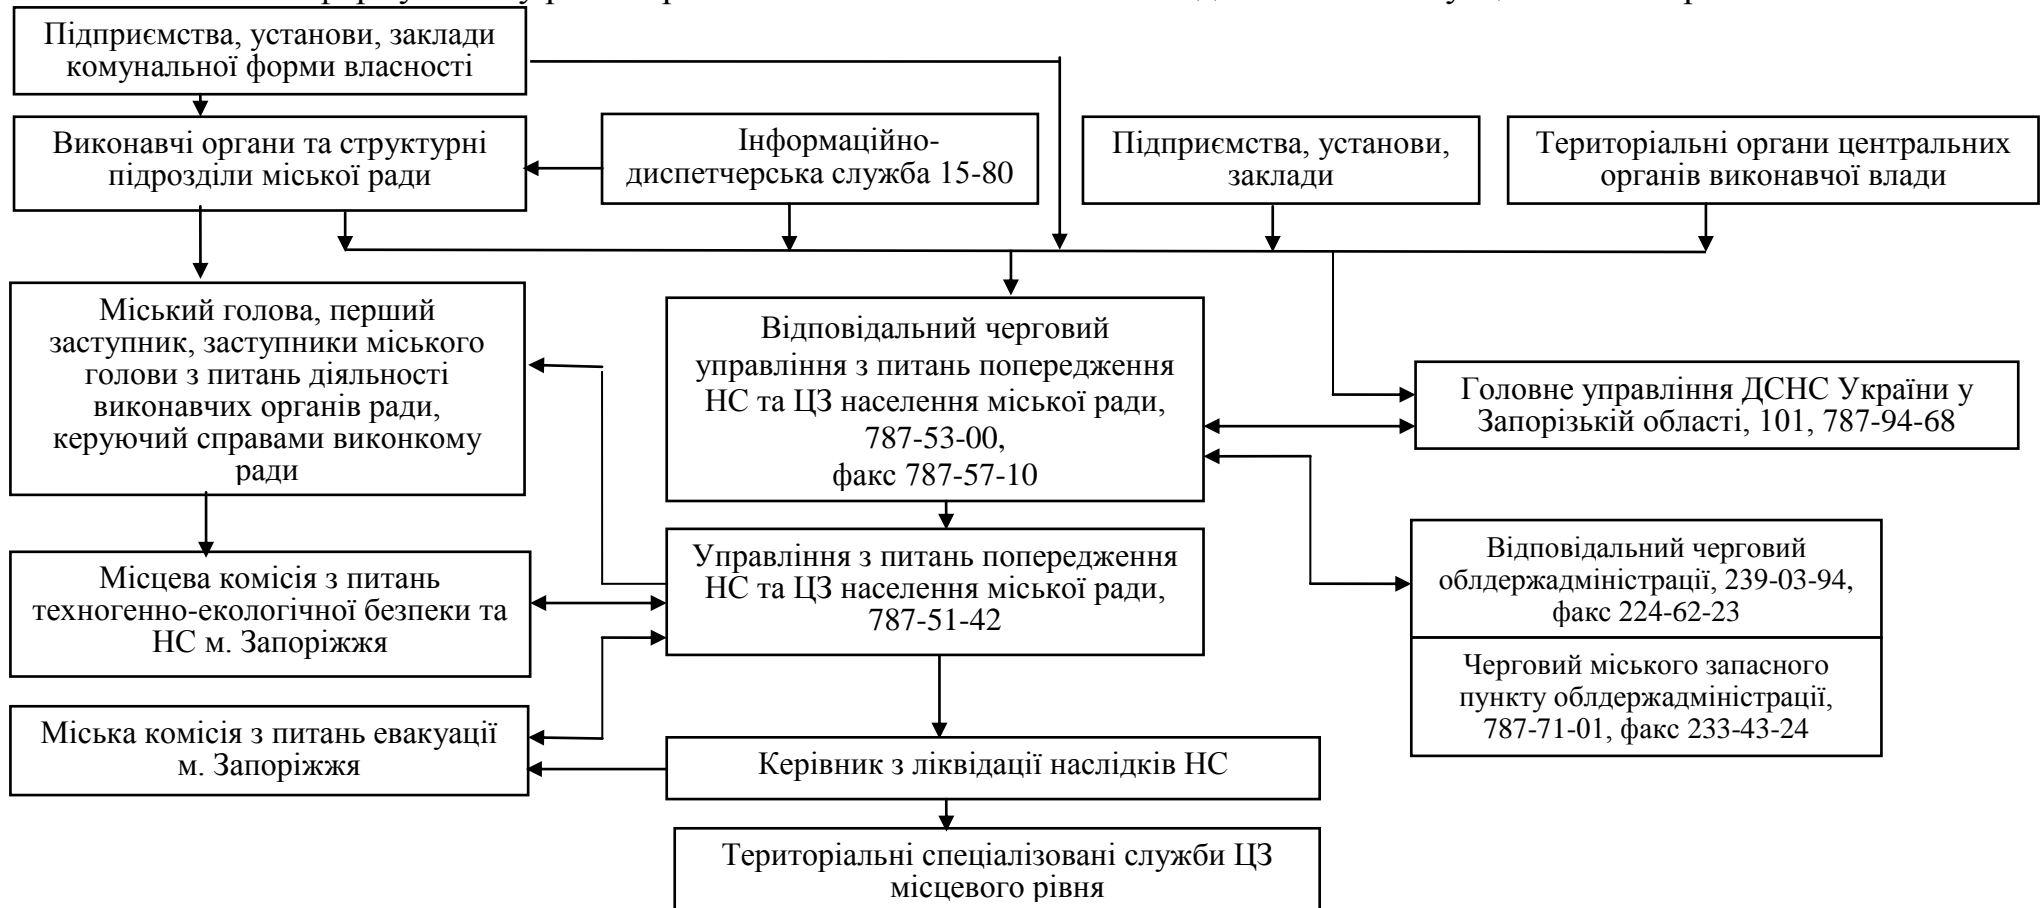 Підприємства, установи, заклади
комунальної форми власності
Виконавчі органи та структурні
підрозділи міської ради
Інформаційно-
диспетчерська служба 15-80
Підприємства, установи,
заклади
Територіальні органи центральних
органів виконавчої влади
Міський голова, перший
заступник, заступники міського
голови з питань діяльності
виконавчих органів ради,
керуючий справами виконкому
ради
Відповідальний черговий
управління з питань попередження
НС та ЦЗ населення міської ради,
787-53-00,
факс 787-57-10
Головне управління ДСНС України у
Запорізькій області, 101, 787-94-68
Місцева комісія з питань
техногенно-екологічної безпеки та
НС м. Запоріжжя
Управління з питань попередження
НС та ЦЗ населення міської ради,
787-51-42
Відповідальний черговий
облдержадміністрації, 239-03-94,
факс 224-62-23
Черговий міського запасного
пункту облдержадміністрації,
787-71-01, факс 233-43-24
Міська комісія з питань евакуації
м. Запоріжжя
Керівник з ліквідації наслідків НС
Територіальні спеціалізовані служби ЦЗ
місцевого рівня